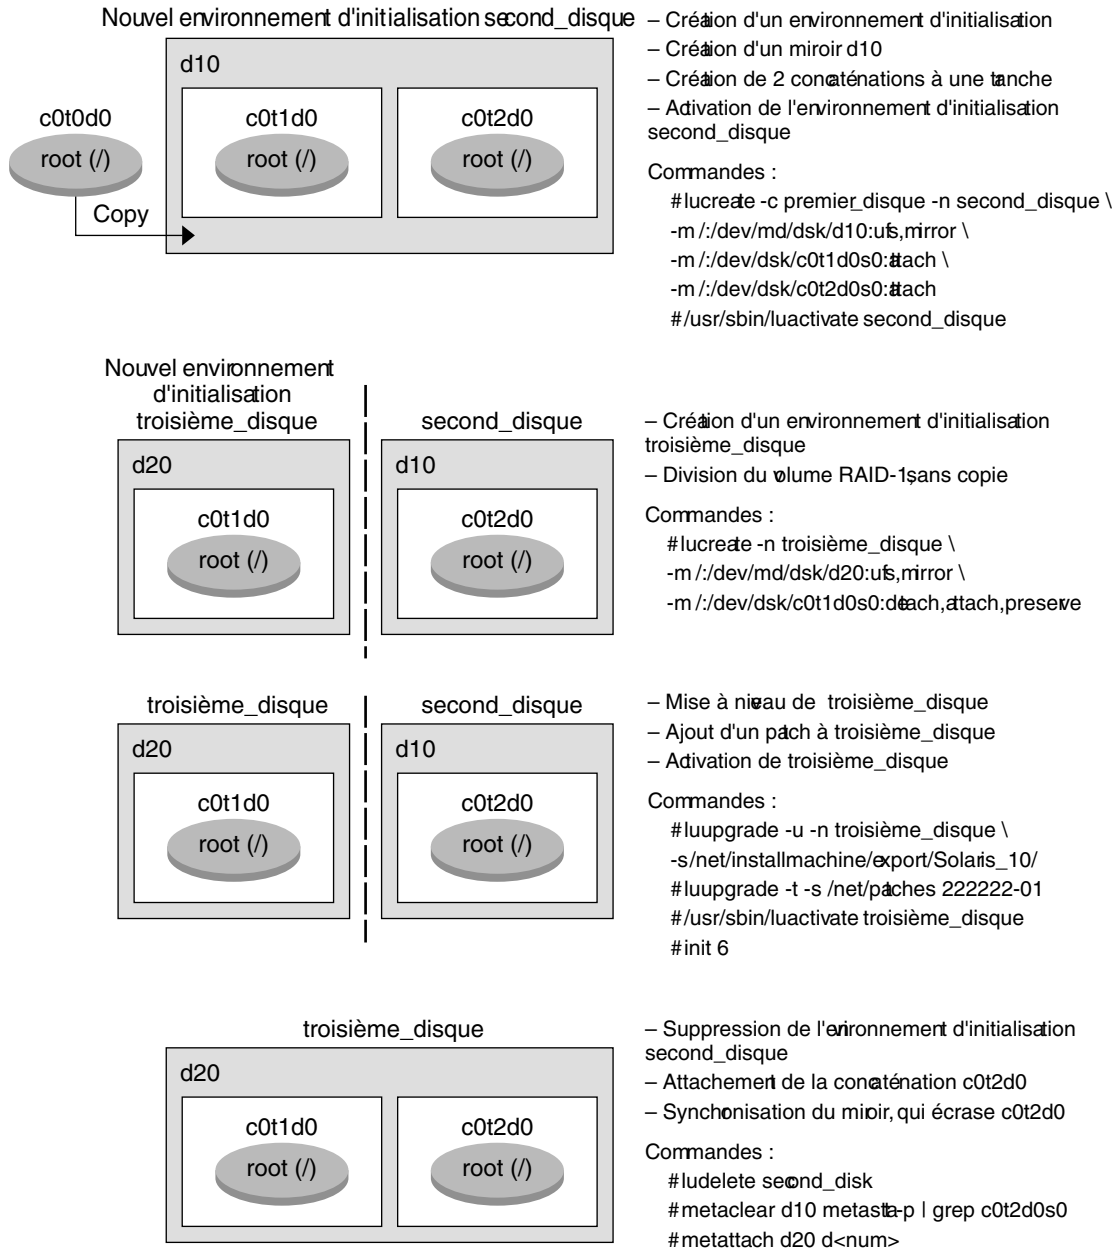 Nouvel environnement d'initialisation second_disque
d10
c0t0d0
root (/)
Copy
c0t1d0
root (/)
c0t2d0
root (/)
– Création d'un environnement d'initialisation
– Création d'un miroir d10
– Création de 2 concaténations à une tranche
– Activation de l'environnement d'initialisation
second_disque
Commandes :
#lucreate -c premier_disque -n second_disque \
-m /:/dev/md/dsk/d10:ufs,mirror \
-m /:/dev/dsk/c0t1d0s0:attach \
-m /:/dev/dsk/c0t2d0s0:attach
#/usr/sbin/luactivate second_disque
Nouvel environnement
d'initialisation
troisième_disque
d20
c0t1d0
root (/)
second_disque
d10
c0t2d0
root (/)
– Création d'un environnement d'initialisation
troisième_disque
– Division du volume RAID-1, sans copie
Commandes :
#lucreate -n troisième_disque \
-m /:/dev/md/dsk/d20:ufs,mirror \
-m /:/dev/dsk/c0t1d0s0:detach,attach,preserve
troisième_disque
d20
c0t1d0
root (/)
second_disque
d10
c0t2d0
root (/)
– Mise à niveau de troisième_disque
– Ajout d'un patch à troisième_disque
– Activation de troisième_disque
Commandes :
#luupgrade -u -n troisième_disque \
-s/net/installmachine/export/Solaris_10/
#luupgrade -t -s /net/patches 222222-01
#/usr/sbin/luactivate troisième_disque
#init 6
troisième_disque
d20
c0t1d0
root (/)
c0t2d0
root (/)
– Suppression de l'environnement d'initialisation
second_disque
– Attachement de la concaténation c0t2d0
– Synchronisation du miroir, qui écrase c0t2d0
Commandes :
#ludelete second_disk
#metaclear d10 metastat -p | grep c0t2d0s0
#metattach d20 d<num>